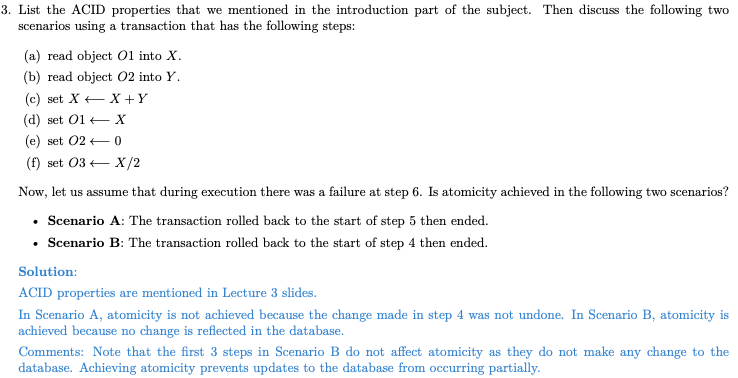 3. List the ACID properties that we mentioned in the introduction part of the subject. Then discuss the following two
scenarios using a transaction that has the following steps:
(a) read object O1 into X.
(b) read object O2 into Y.
(c) set X ⟵ X + Y
(d) set O1 ⟵ X
(e) set O2 ⟵ 0
(f) set O3 ⟵ X/2
Now, let us assume that during execution there was a failure at step 6. Is atomicity achieved in the following two scenarios?
• Scenario A: The transaction rolled back to the start of step 5 then ended.
• Scenario B: The transaction rolled back to the start of step 4 then ended.
Solution:
ACID properties are mentioned in Lecture 3 slides.
In Scenario A, atomicity is not achieved because the change made in step 4 was not undone. In Scenario B, atomicity is
achieved because no change is reflected in the database.
Comments: Note that the first 3 steps in Scenario B do not affect atomicity as they do not make any change to the
database. Achieving atomicity prevents updates to the database from occurring partially.